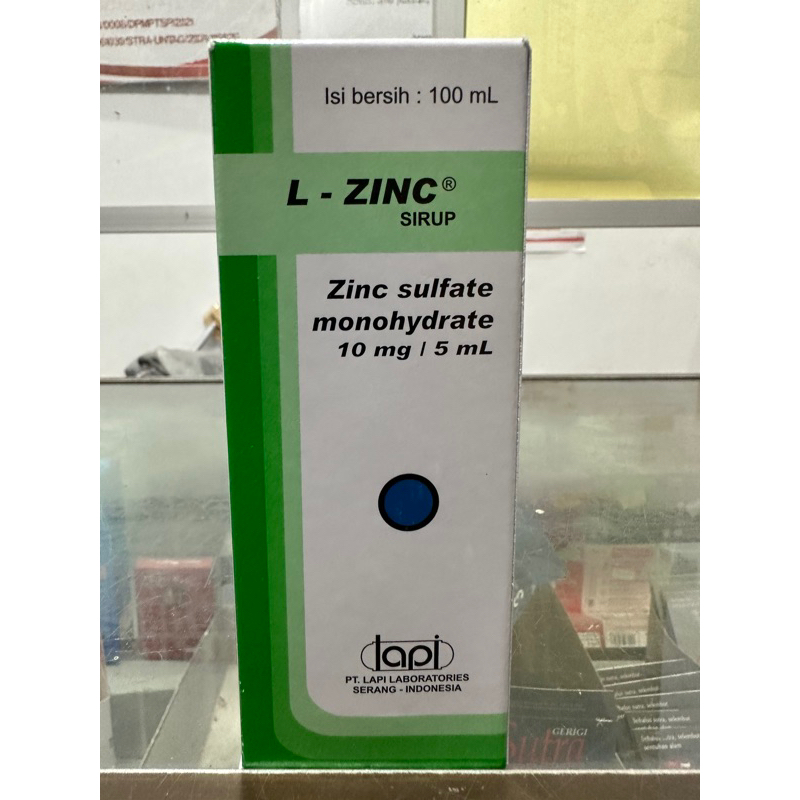 Isi bersih : 100 mL
L - ZINC®
SIRUP
Zinc sulfate
monohydrate
10 mg / 5 mL
lapi
PT. LAPI LABORATORIES
SERANG - INDONESIA
GERIGI